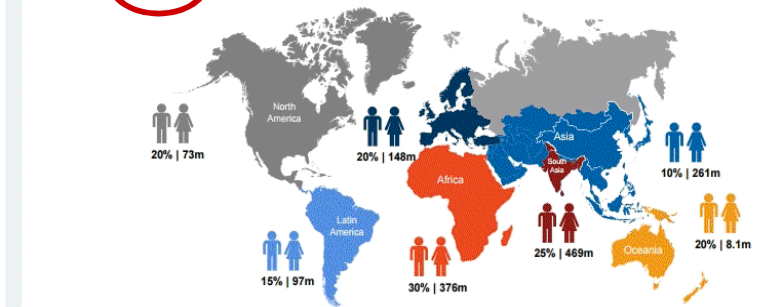 North
America
20% | 73m
20% | 148m
Asia
South
Asia
10% | 261m
Africa
Latin
America
Oceania
20% | 8.1m
25% | 469m
15% | 97m
30% | 376m